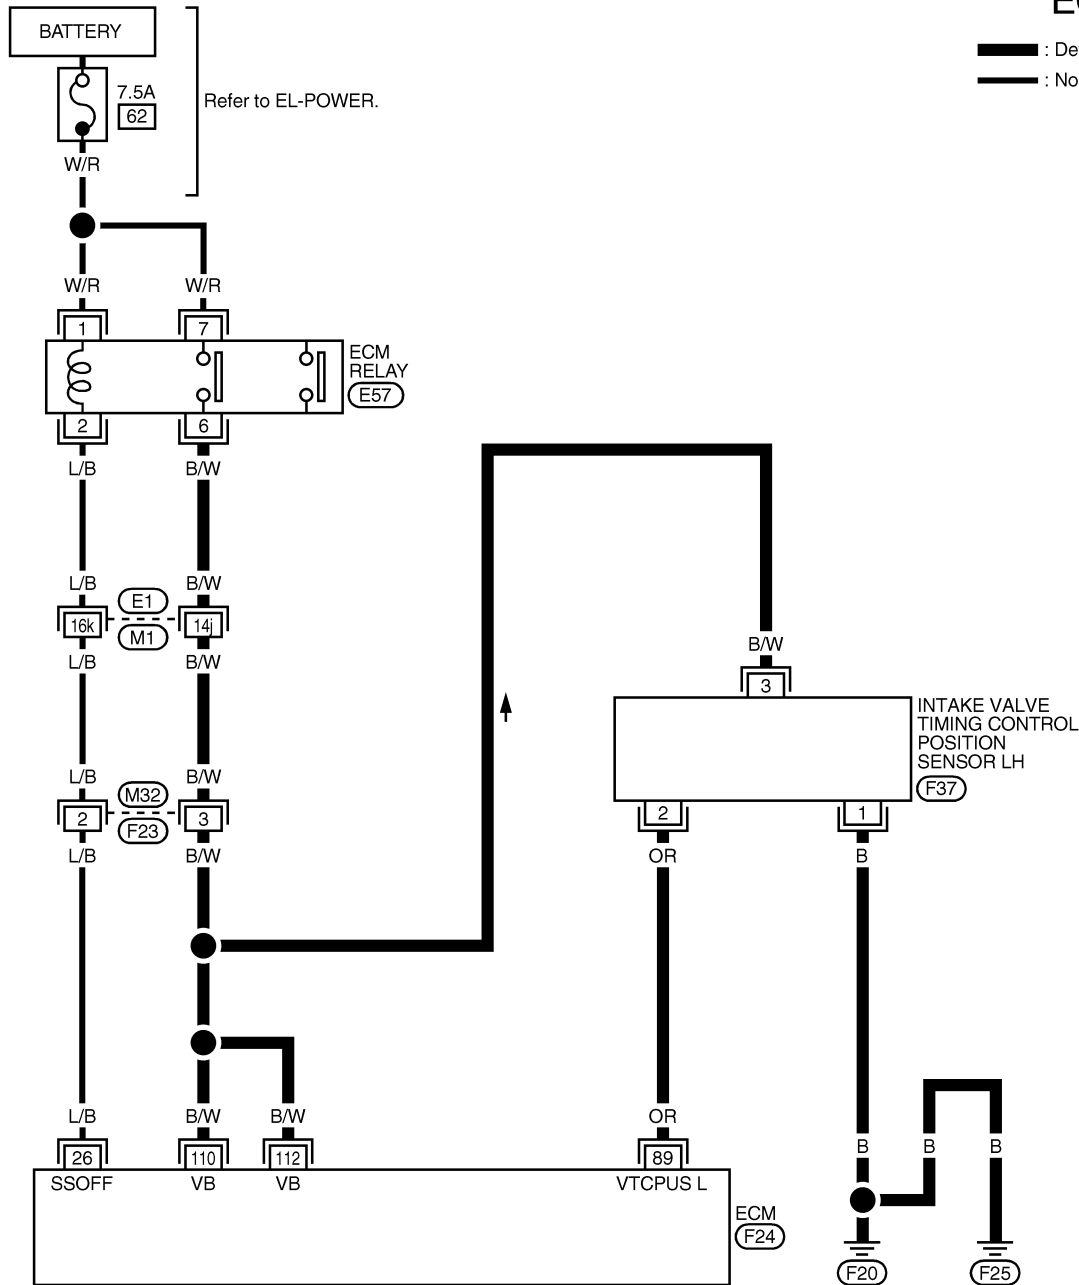 BATTERY
: De
: No
7.5A
62
Refer to EL-POWER.
W/R
W/R W/R
1 7
ECM
RELAY
E57
2 6
L/B B/W
L/B B/W
E1
16k 14j
M1
L/B B/W
B/W
3
INTAKE VALVE
TIMING CONTROL
POSITION
SENSOR LH
F37
L/B B/W
M32
2 3
F23
2 1
L/B B/W
OR B
L/B B/W B/W OR
B B B
26 110 112 89
SSOFF VB VB VTCPUS L
ECM
F24
F20 F25